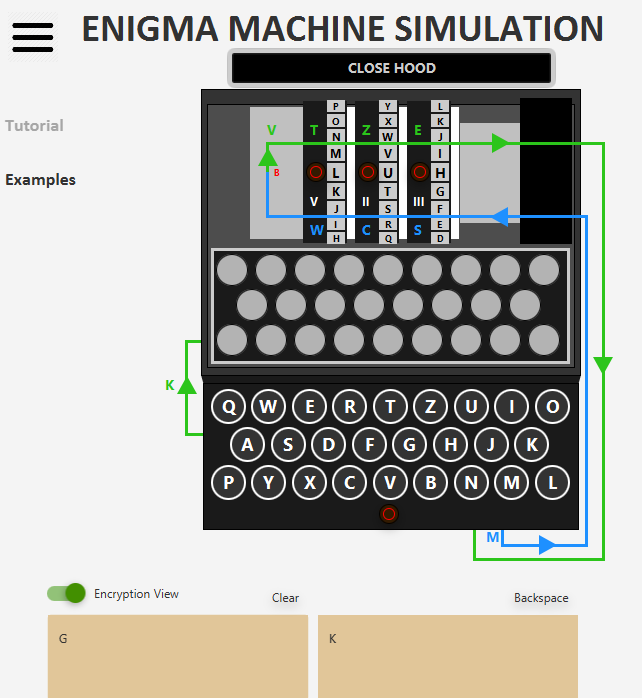 ENIGMA MACHINE SIMULATION
CLOSE HOOD
Tutorial
Examples
P Y L
O X K
V T N Z W E J
M V I
B L U H
K T G
V J II S III F
I R E
W H C Q S D
K
Q W E R T Z U I O
A S D F G H J K
P Y X C V B N M L
M
Encryption View Clear Backspace
G K